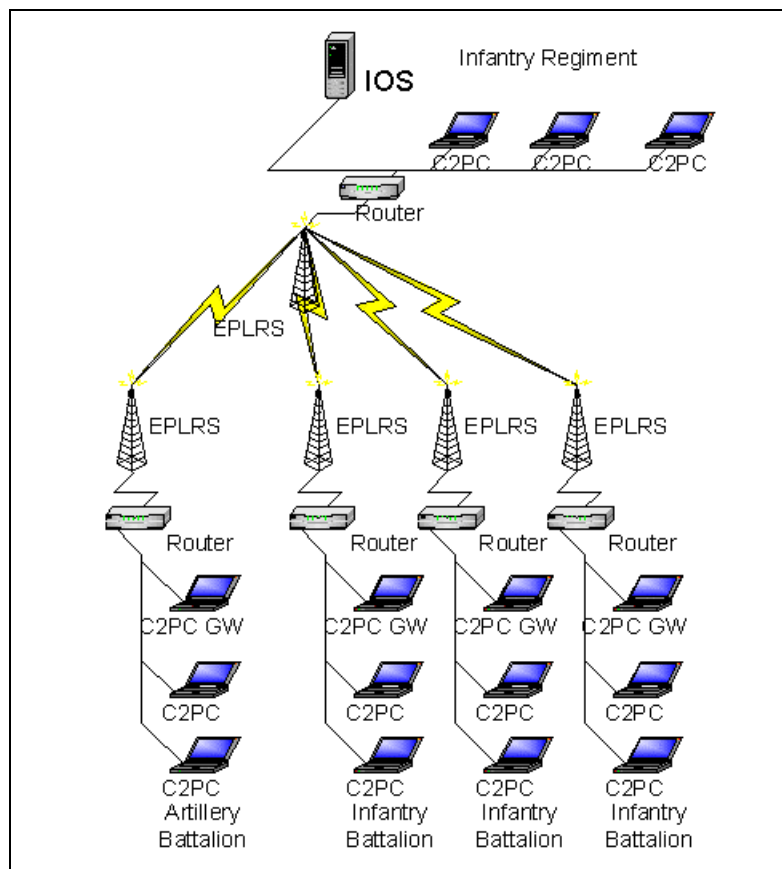 Infantry Regiment
IOS
C2PC C2PC C2PC
Router
EPLRS
EPLRS EPLRS EPLRS EPLRS
Router Router Router Router
C2PC GW C2PC GW C2PC GW C2PC GW
C2PC C2PC C2PC C2PC
C2PC C2PC C2PC C2PC
Artillery Infantry Infantry Infantry
Battalion Battalion Battalion Battalion